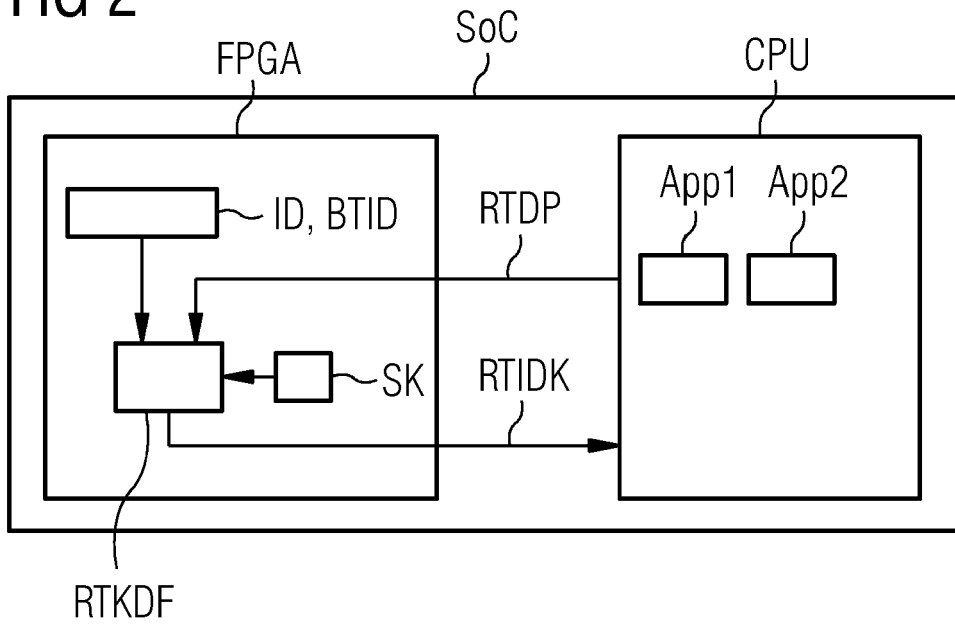 FIG 2
SoC
FPGA
CPU
App1 App2
ID, BTID
RTDP
SK
RTIDK
RTKDF